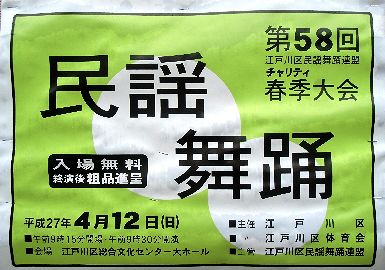 第58回
江戸川区民謡舞踊連盟
チャリティ
春季大会
民謡
舞踊
入場無料
終演後粗品進呈
平成27年4月12日(日)
■午前9時15分開場・午前9時30分開演
■会場 江戸川区総合文化センター大ホール
■主催 江戸川区
江戸川区体育会
■主管 江戸川区民謡舞踊連盟